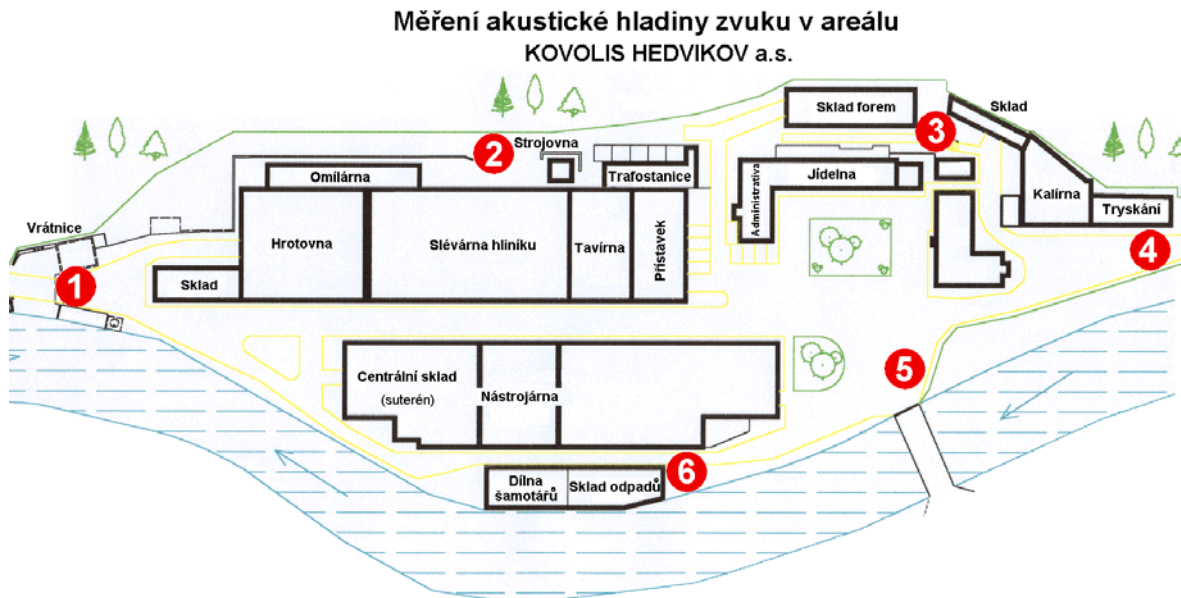 Měření akustické hladiny zvuku v areálu
KOVOLIS HEDVIKOV a.s.
Sklad forem
Sklad
3
2
Strojovna
Omílárna
Trafostanice
Administrativa
Jídelna
Kalírna
Tryskání
Vrátnice
Hrotovna
Slévárna hliníku
Tavírna
Přístavek
4
1
Sklad
5
Centrální sklad
(suterén)
Nástrojárna
6
Dílna
šamotářů
Sklad odpadů